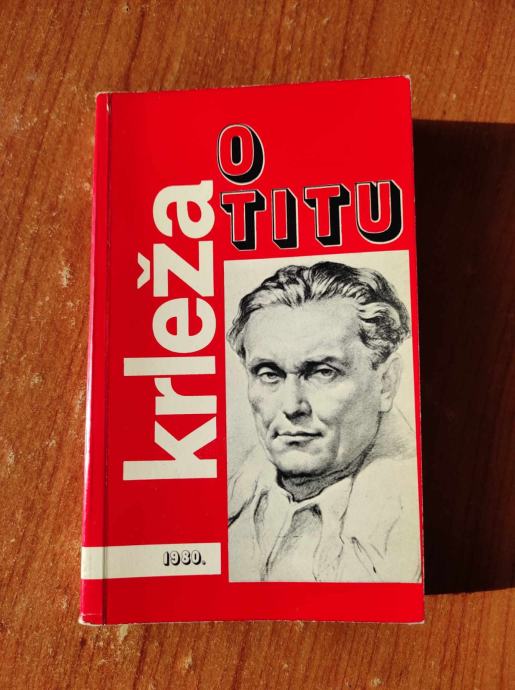 krleža
O
TITU
1980.